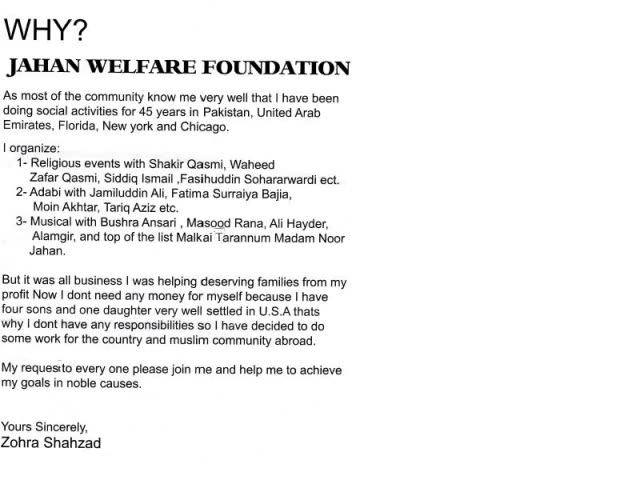 WHY?
JAHAN WELFARE FOUNDATION
As most of the community know me very well that I have been
doing social activities for 45 years in Pakistan, United Arab
Emirates, Florida, New york and Chicago.
I organize:
1- Religious events with Shakir Qasmi, Waheed
Zafar Qasmi, Siddiq Ismail ,Fasihuddin Sohararwardi ect.
2- Adabi with Jamiluddin Ali, Fatima Surraiya Bajia,
Moin Akhtar, Tariq Aziz etc.
3- Musical with Bushra Ansari , Masood Rana, Ali Hayder,
Alamgir, and top of the list Malkai Tarannum Madam Noor
Jahan.
But it was all business I was helping deserving families from my
profit Now I dont need any money for myself because I have
four sons and one daughter very well settled in U.S.A thats
why I dont have any responsibilities so I have decided to do
some work for the country and muslim community abroad.
My request to every one please join me and help me to achieve
my goals in noble causes.
Yours Sincerely,
Zohra Shahzad